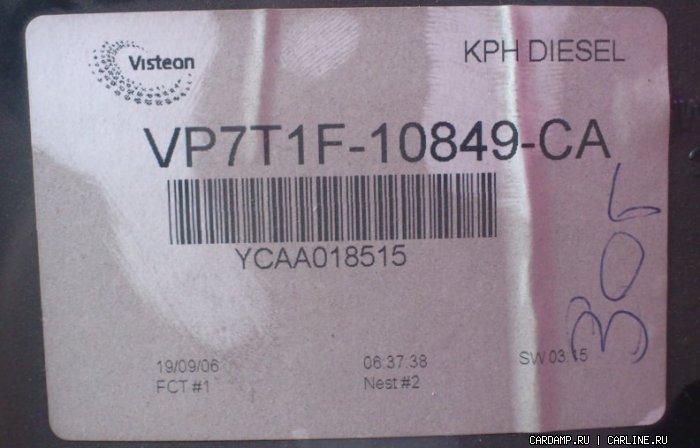 Visteon
KPH DIESEL
VP7T1F-10849-CA
YCAA018515
19/09/06
06.37.38
SW 03.15
FCT #1
Nest #2
306
CARDAMP.RU | CARLINE.RU